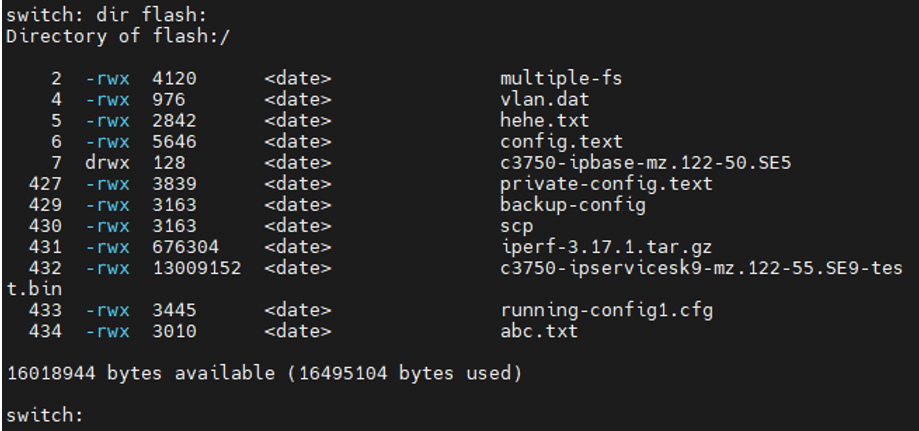 switch: dir flash:
Directory of flash:/
2 -rwx 4120 <date> multiple-fs
4 -rwx 976 <date> vlan.dat
5 -rwx 2842 <date> hehe.txt
6 -rwx 5646 <date> config.text
7 drwx 128 <date> c3750-ipbase-mz.122-50.SE5
427 -rwx 3839 <date> private-config.text
429 -rwx 3163 <date> backup-config
430 -rwx 3163 <date> scp
431 -rwx 676304 <date> iperf-3.17.1.tar.gz
432 -rwx 13009152 <date> c3750-ipservicesk9-mz.122-55.SE9-tes
t.bin
433 -rwx 3445 <date> running-config1.cfg
434 -rwx 3010 <date> abc.txt
16018944 bytes available (16495104 bytes used)
switch: